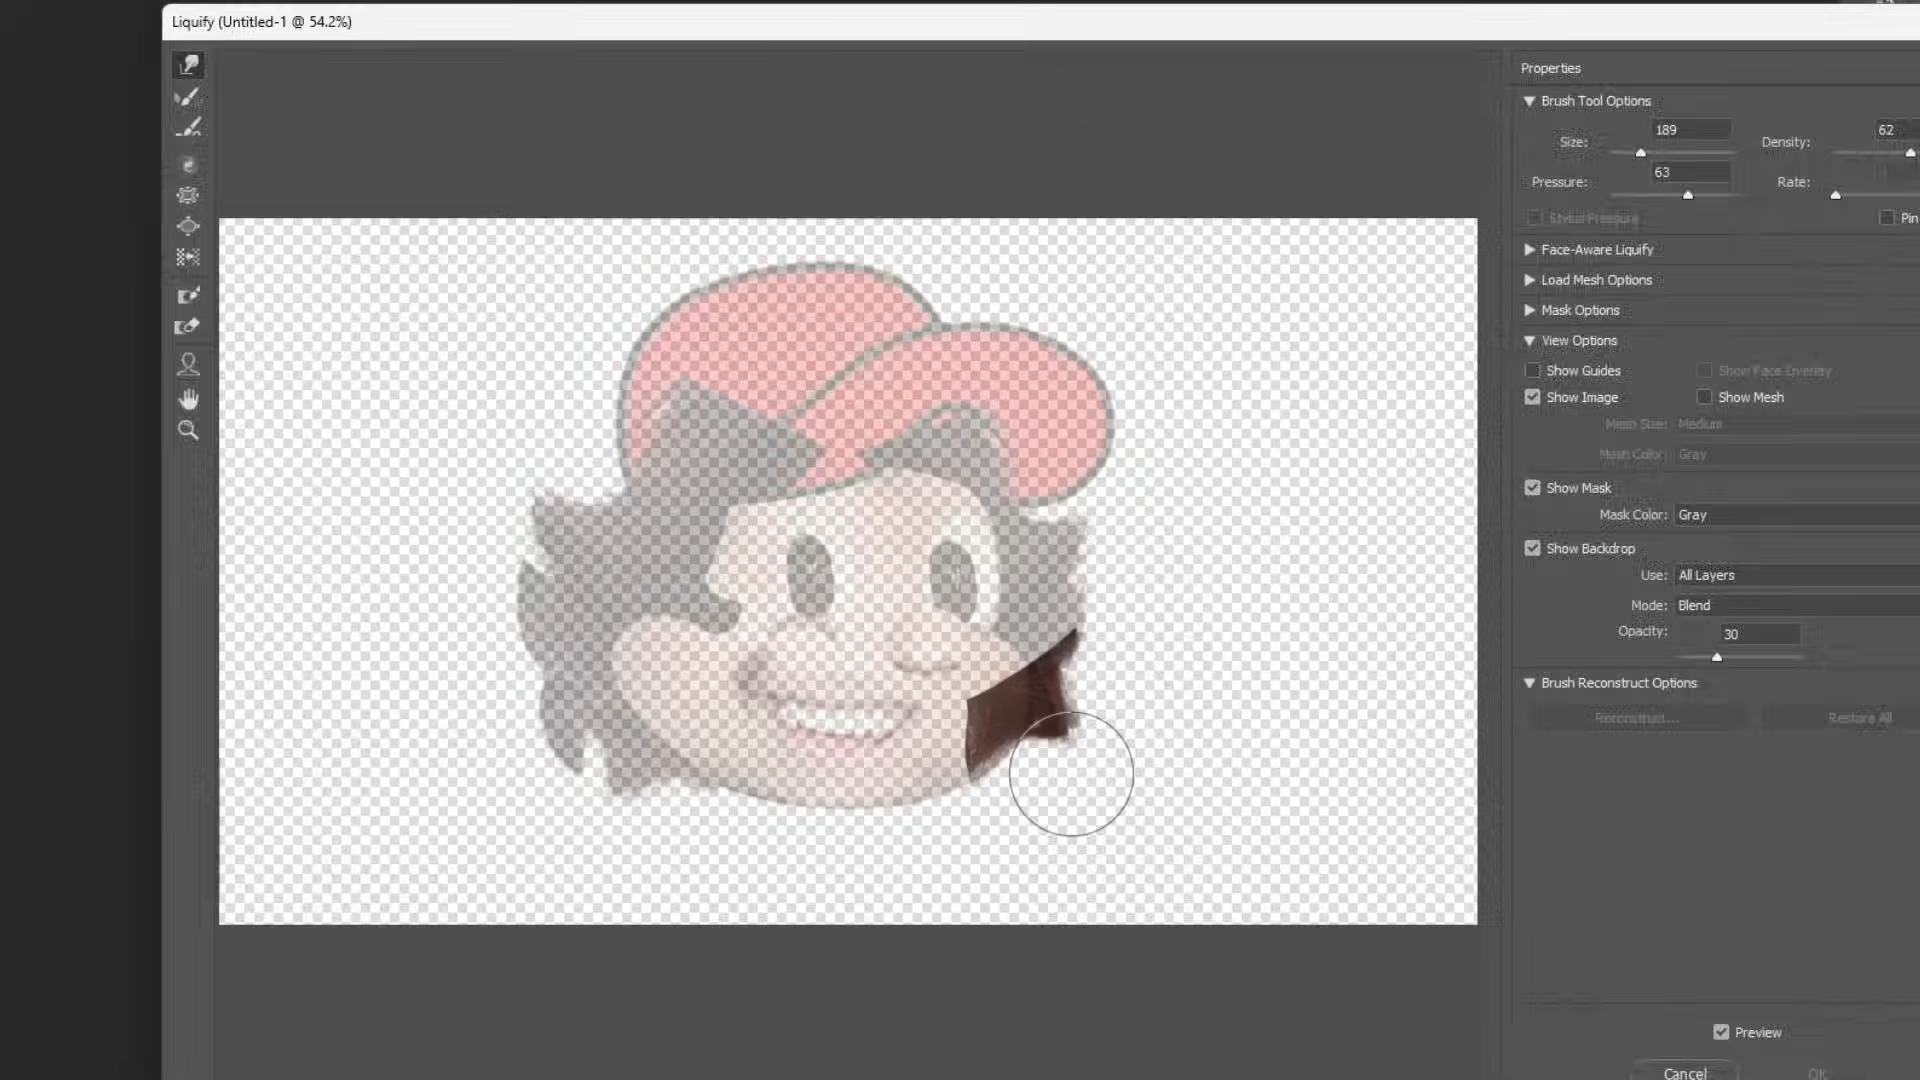 Liquify (Untitled-1 @ 54.2%)
Properties
Brush Tool Options
Size: 189 Density: 62
Pressure: 63 Rate:
Stylus Pressure Pin
Face-Aware Liquify
Load Mesh Options
Mask Options
View Options
Show Guides Show Face Overlay
Show Image Show Mesh
Mesh Size: Medium
Mesh Color: Gray
Show Mask
Mask Color: Gray
Show Backdrop
Use: All Layers
Mode: Blend
Opacity: 30
Brush Reconstruct Options
Reconstruct... Restore All
Preview
Cancel OK